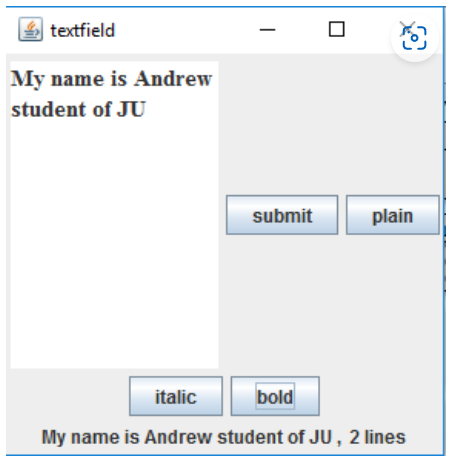 textfield
My name is Andrew
student of JU
submit plain
italic bold
My name is Andrew student of JU , 2 lines